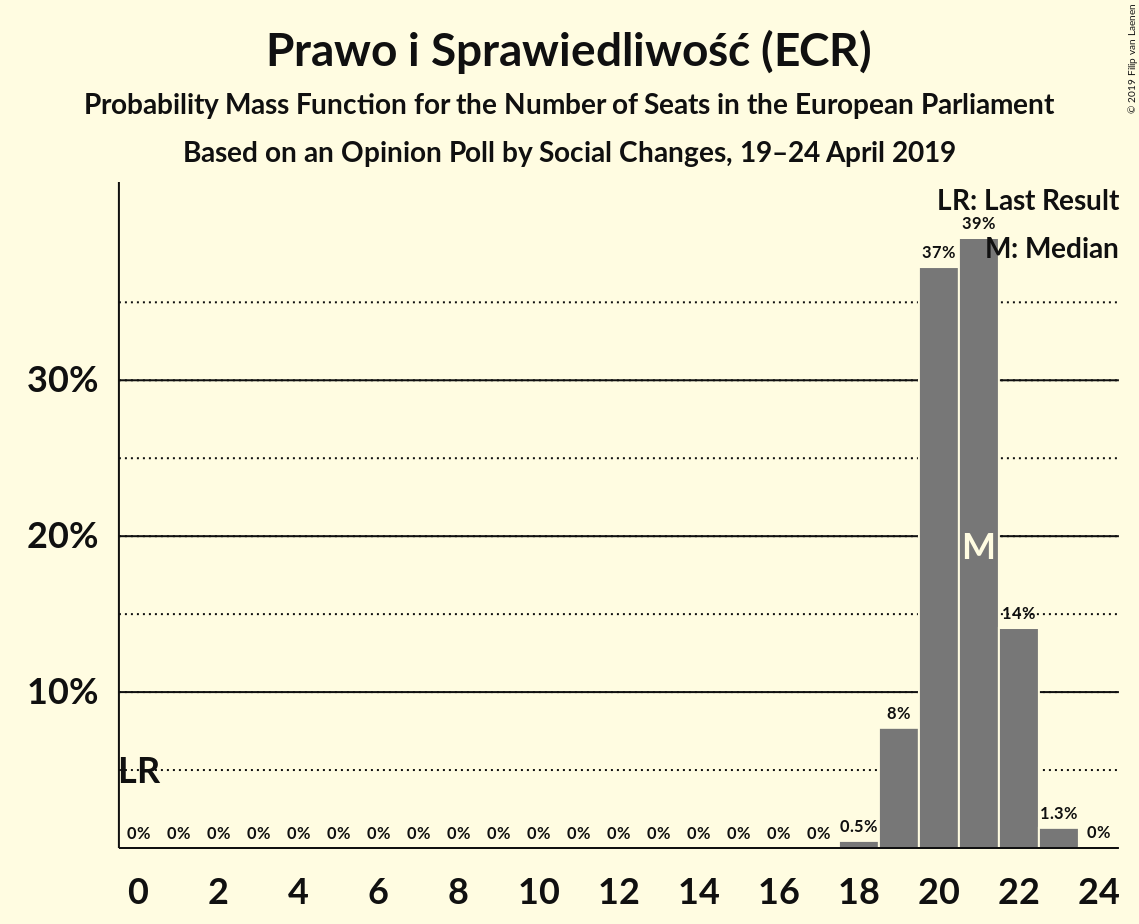 Prawo i Sprawiedliwość (ECR)
Probability Mass Function for the Number of Seats in the European Parliament
Based on an Opinion Poll by Social Changes, 19–24 April 2019
© 2019 Filip van Laenen
LR: Last Result
M: Median
39%
37%
30%
20%
M
14%
10%
8%
LR
0% 0% 0% 0% 0% 0% 0% 0% 0% 0% 0% 0% 0% 0% 0% 0% 0% 0% 0.5% 1.3% 0%
0 2 4 6 8 10 12 14 16 18 20 22 24